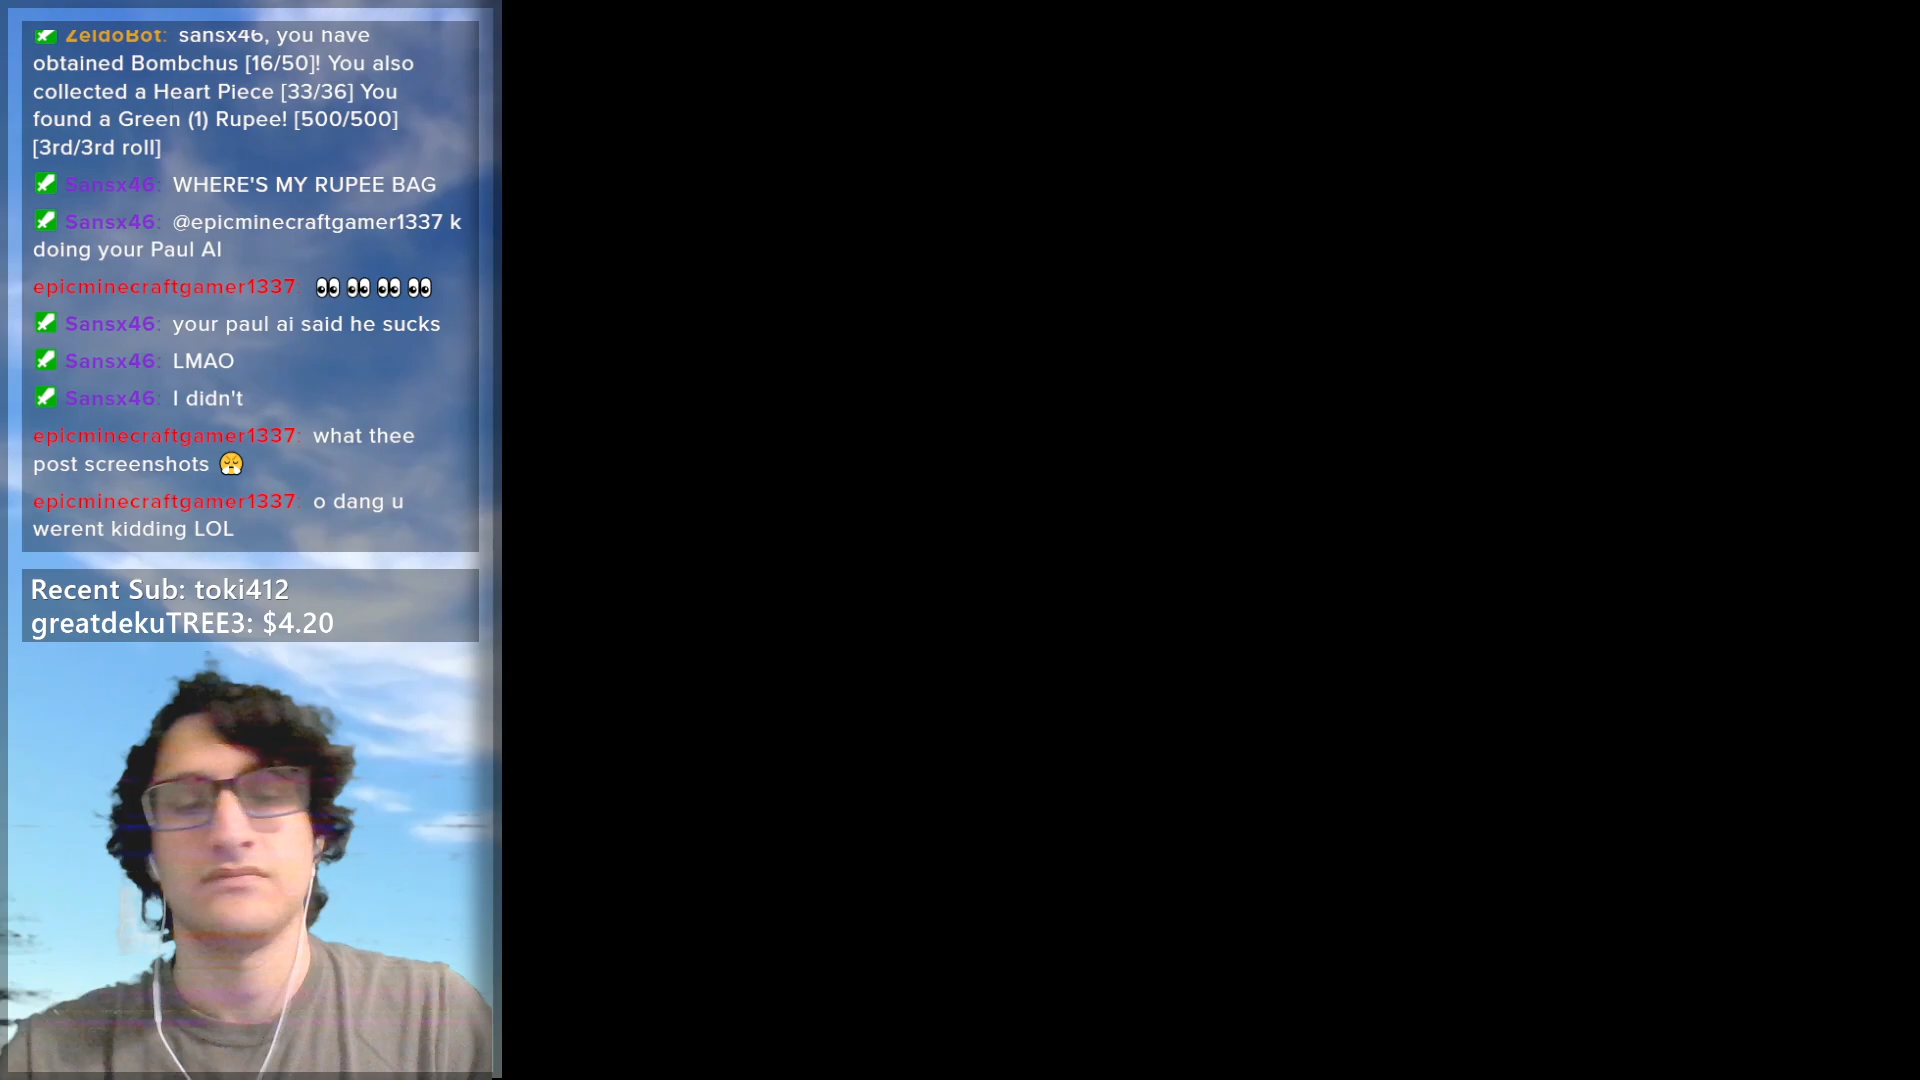 ZeldoBot: sansx46, you have
obtained Bombchus [16/50]! You also
collected a Heart Piece [33/36] You
found a Green (1) Rupee! [500/500]
[3rd/3rd roll]
Sansx46: WHERE'S MY RUPEE BAG
Sansx46: @epicminecraftgamer1337 k
doing your Paul AI
epicminecraftgamer1337: 👀 👀 👀 👀
Sansx46: your paul ai said he sucks
Sansx46: LMAO
Sansx46: I didn't
epicminecraftgamer1337: what thee
post screenshots 😤
epicminecraftgamer1337: o dang u
werent kidding LOL
Recent Sub: toki412
greatdekuTREE3: $4.20